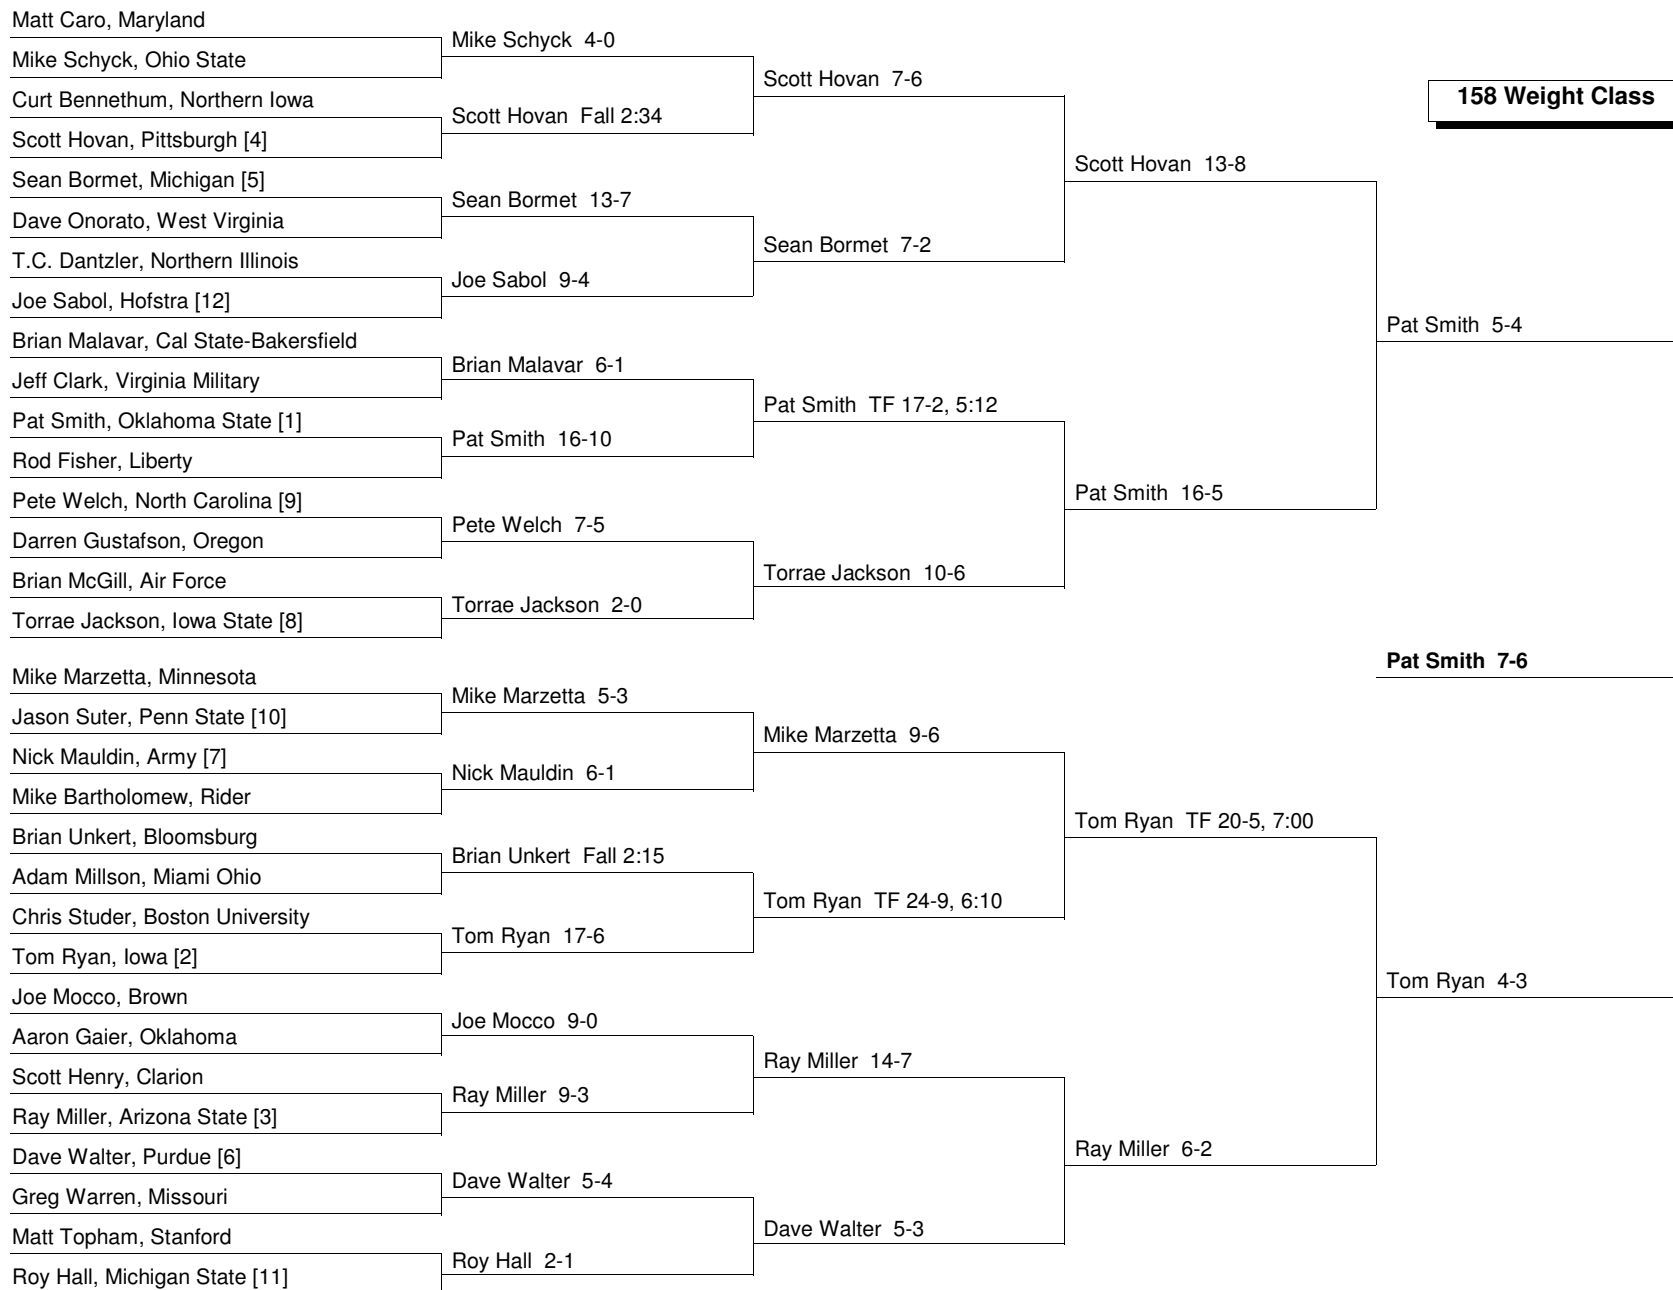 158 Weight Class
Matt Caro, Maryland
Mike Schyck, Ohio State
Curt Bennethum, Northern Iowa
Scott Hovan, Pittsburgh [4]
Sean Bormet, Michigan [5]
Dave Onorato, West Virginia
T.C. Dantzler, Northern Illinois
Joe Sabol, Hofstra [12]
Brian Malavar, Cal State-Bakersfield
Jeff Clark, Virginia Military
Pat Smith, Oklahoma State [1]
Rod Fisher, Liberty
Pete Welch, North Carolina [9]
Darren Gustafson, Oregon
Brian McGill, Air Force
Torrae Jackson, Iowa State [8]
Mike Marzetta, Minnesota
Jason Suter, Penn State [10]
Nick Mauldin, Army [7]
Mike Bartholomew, Rider
Brian Unkert, Bloomsburg
Adam Millson, Miami Ohio
Chris Studer, Boston University
Tom Ryan, Iowa [2]
Joe Mocco, Brown
Aaron Gaier, Oklahoma
Scott Henry, Clarion
Ray Miller, Arizona State [3]
Dave Walter, Purdue [6]
Greg Warren, Missouri
Matt Topham, Stanford
Roy Hall, Michigan State [11]
Mike Schyck 4-0
Scott Hovan Fall 2:34
Sean Bormet 13-7
Joe Sabol 9-4
Brian Malavar 6-1
Pat Smith 16-10
Pete Welch 7-5
Torrae Jackson 2-0
Mike Marzetta 5-3
Nick Mauldin 6-1
Brian Unkert Fall 2:15
Tom Ryan 17-6
Joe Mocco 9-0
Ray Miller 9-3
Dave Walter 5-4
Roy Hall 2-1
Scott Hovan 7-6
Sean Bormet 7-2
Pat Smith TF 17-2, 5:12
Torrae Jackson 10-6
Mike Marzetta 9-6
Tom Ryan TF 24-9, 6:10
Ray Miller 14-7
Dave Walter 5-3
Scott Hovan 13-8
Pat Smith 16-5
Tom Ryan TF 20-5, 7:00
Ray Miller 6-2
Pat Smith 5-4
Tom Ryan 4-3
Pat Smith 7-6